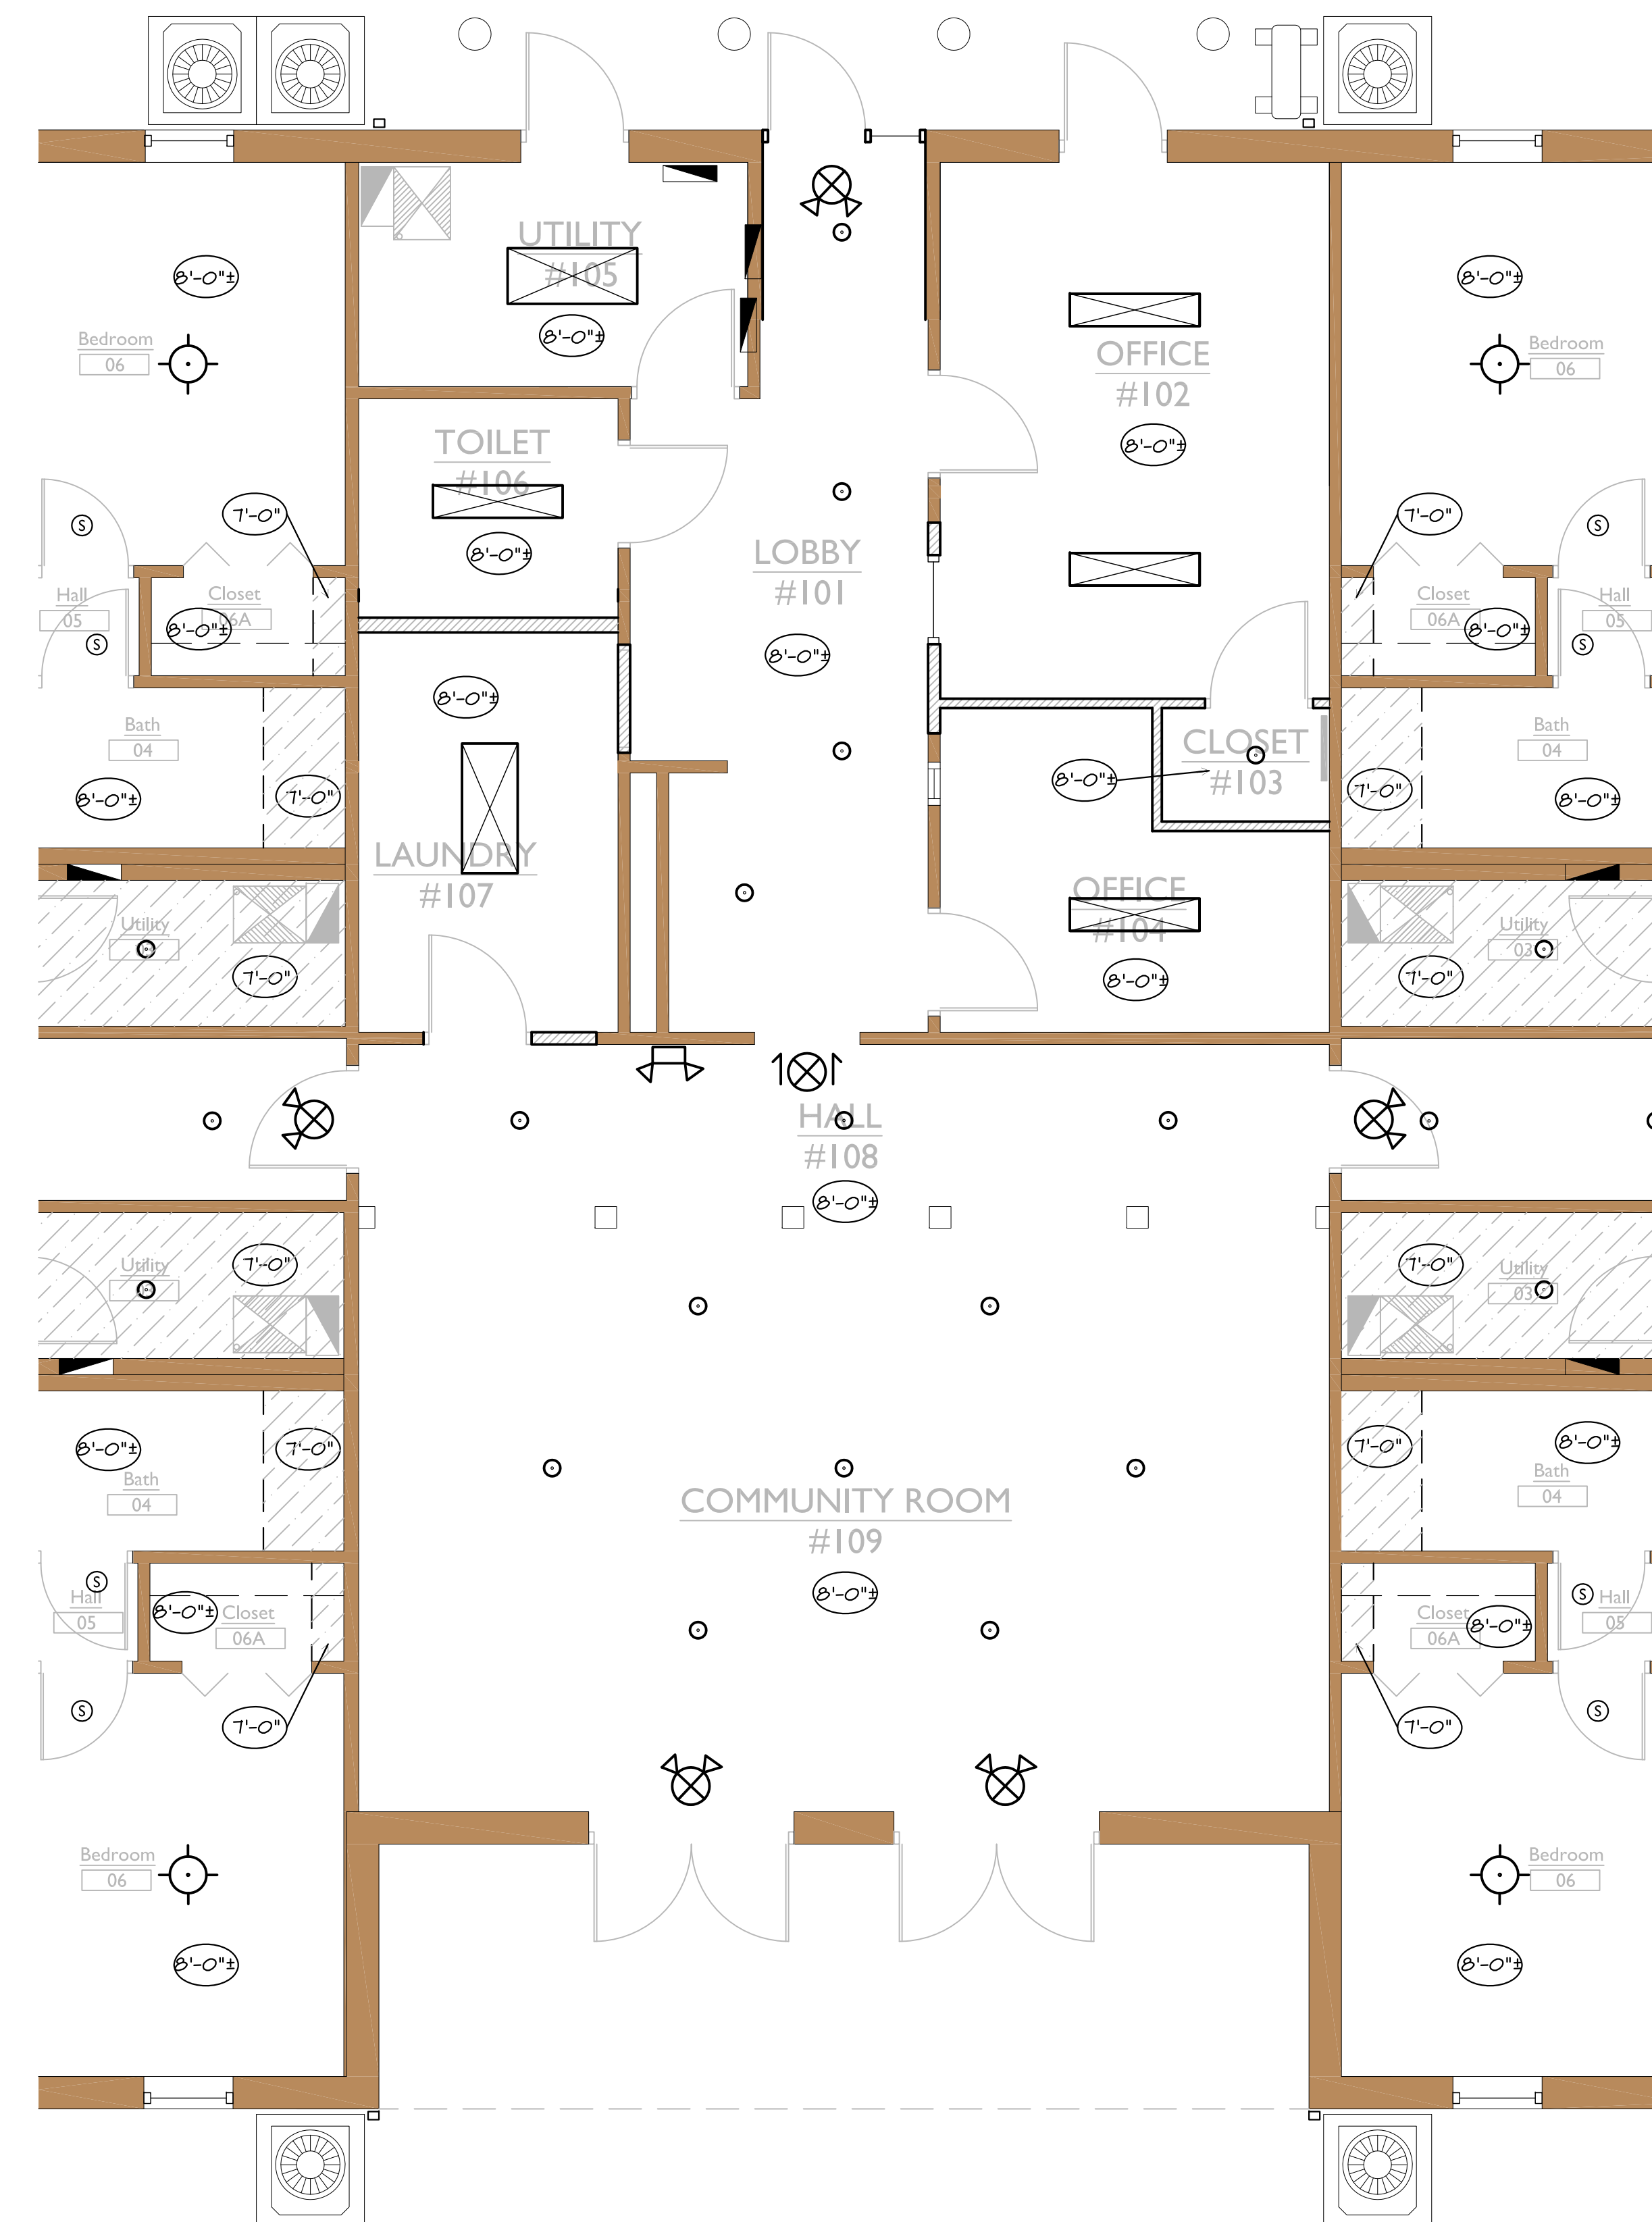 UTILITY
#105
8'-0"±
8'-0"±
8'-0"±
Bedroom
06
OFFICE
#102
8'-0"±
Bedroom
06
TOILET
#106
8'-0"±
7'-0"
7'-0"
S
S
LOBBY
#101
8'-0"±
Hall
05
S
Closet
06A
8'-0"±
Closet
06A
8'-0"±
Hall
05
S
8'-0"±
Bath
04
8'-0"±
7'-0"
CLOSET
#103
8'-0"±
7'-0"
Bath
04
8'-0"±
LAUNDRY
#107
OFFICE
#104
8'-0"±
Utility
7'-0"
7'-0"
Utility
03
HALL
#108
8'-0"±
Utility
7'-0"
7'-0"
Utility
03
8'-0"±
7'-0"
Bath
04
7'-0"
8'-0"±
Bath
04
COMMUNITY ROOM
#109
8'-0"±
S
Hall
05
8'-0"±
Closet
06A
Closet
06A
8'-0"±
S
Hall
05
S
7'-0"
7'-0"
S
Bedroom
06
8'-0"±
Bedroom
06
8'-0"±